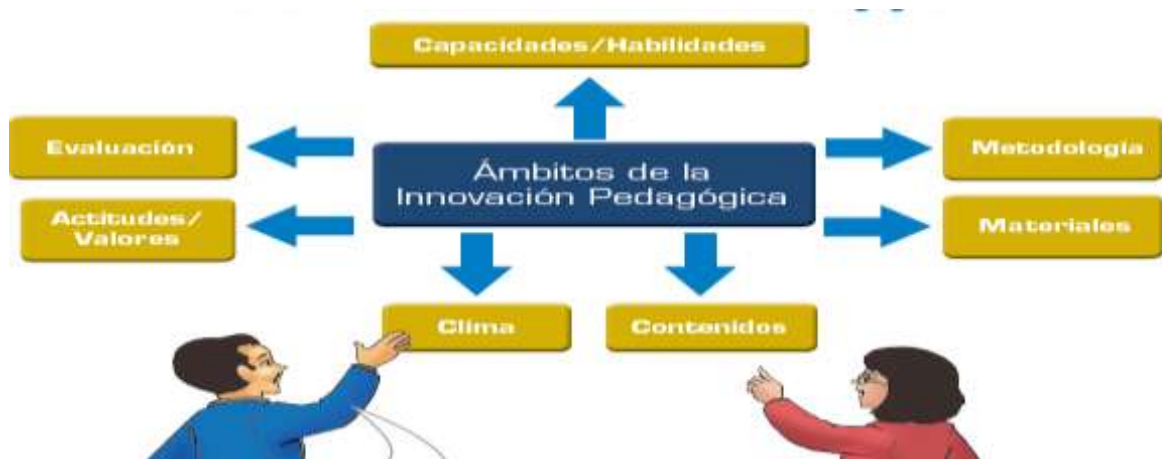 Capacidades/Habilidades
Evaluación
Ámbitos de la
Innovación Pedagógica
Metodología
Actitudes/
Valores
Materiales
Clima
Contenidos